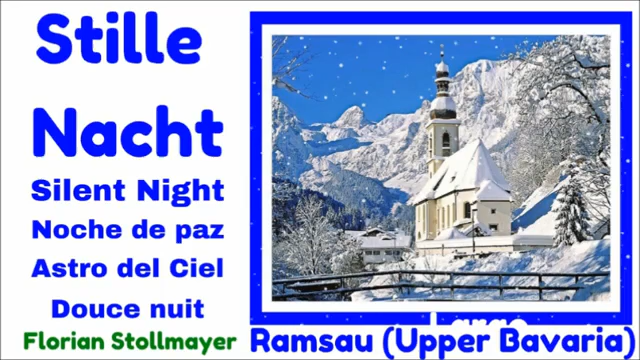 Stille
Nacht
Silent Night
Noche de paz
Astro del Ciel
Douce nuit
Florian Stollmayer
Ramsau (Upper Bavaria)